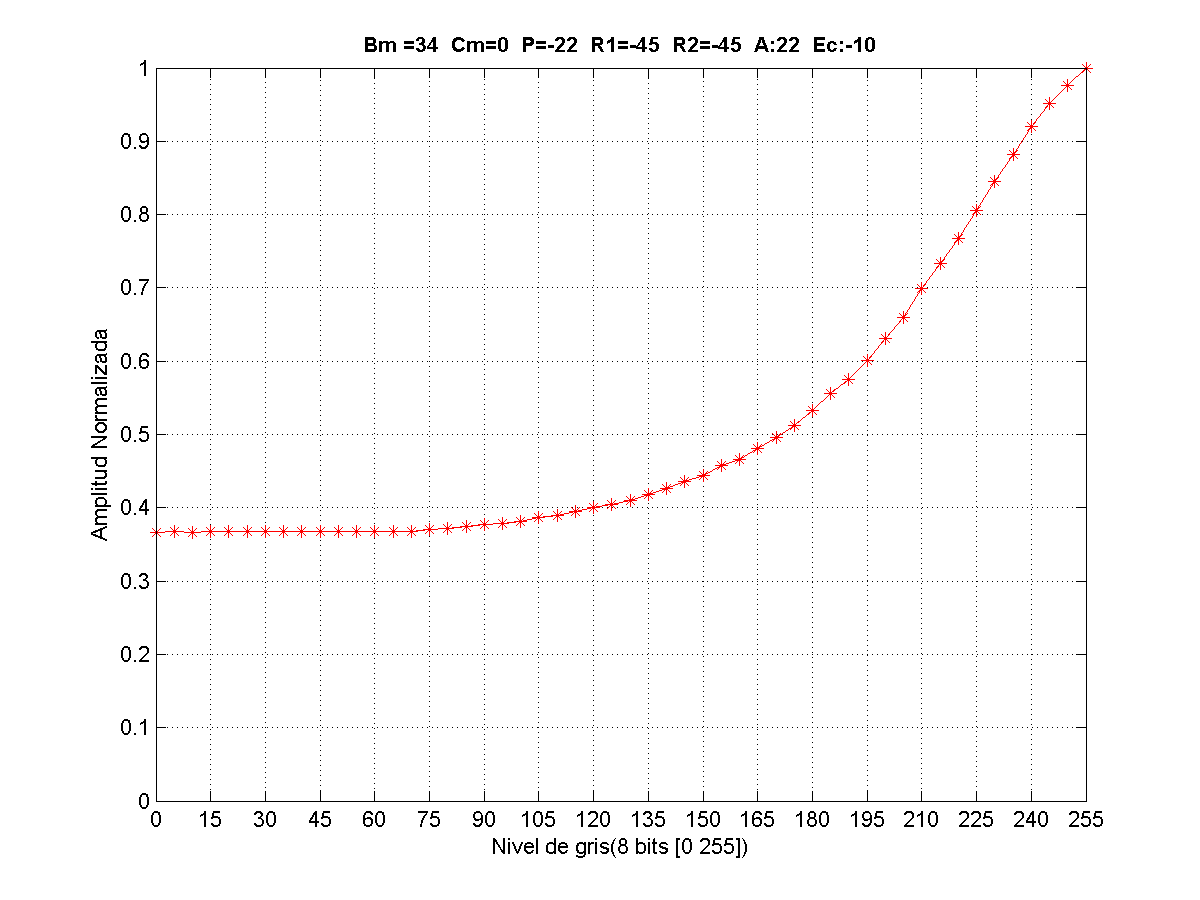 Bm =34 Cm=0 P=-22 R1=-45 R2=-45 A:22 Ec:-10
1
0.9
0.8
0.7
0.6
0.5
0.4
0.3
0.2
0.1
0
Amplitud Normalizada
0 15 30 45 60 75 90 105 120 135 150 165 180 195 210 225 240 255
Nivel de gris(8 bits [0 255])